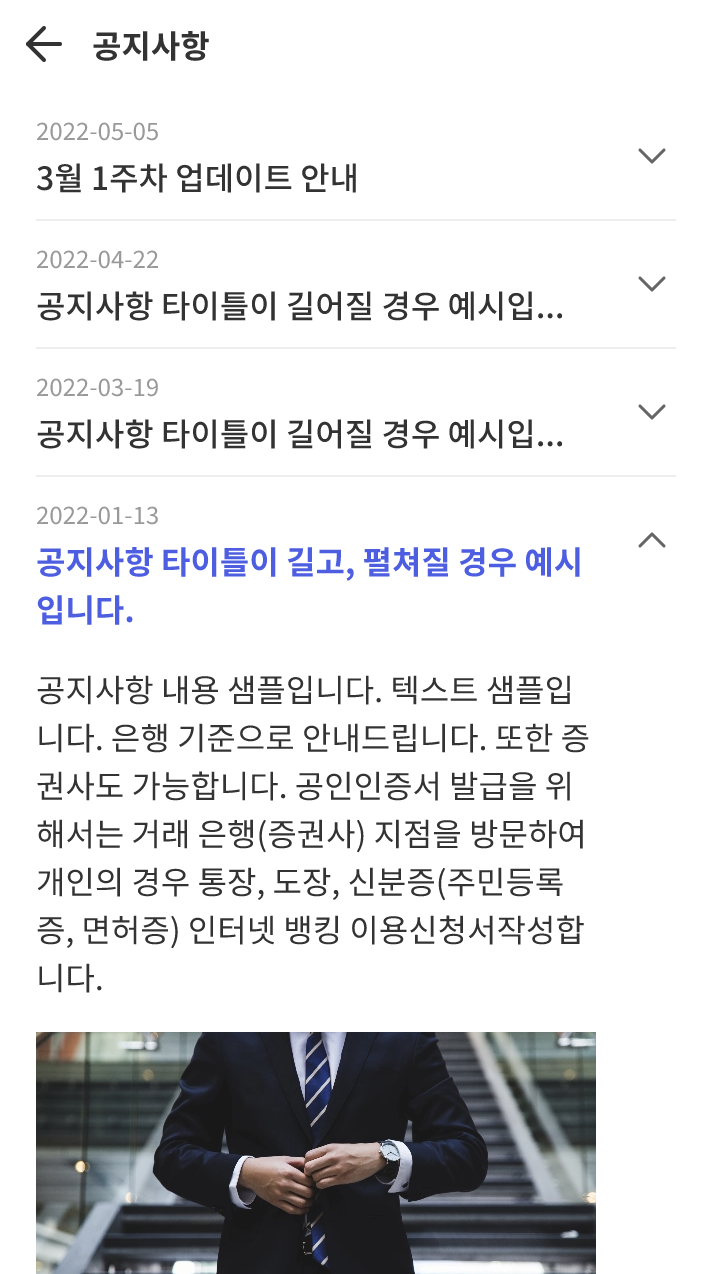 공지사항
2022-05-05
3월 1주차 업데이트 안내
2022-04-22
공지사항 타이틀이 길어질 경우 예시입...
2022-03-19
공지사항 타이틀이 길어질 경우 예시입...
2022-01-13
공지사항 타이틀이 길고, 펼쳐질 경우 예시
입니다.
공지사항 내용 샘플입니다. 텍스트 샘플입
니다. 은행 기준으로 안내드립니다. 또한 증
권사도 가능합니다. 공인인증서 발급을 위
해서는 거래 은행(증권사) 지점을 방문하여
개인의 경우 통장, 도장, 신분증(주민등록
증, 면허증) 인터넷 뱅킹 이용신청서작성합
니다.